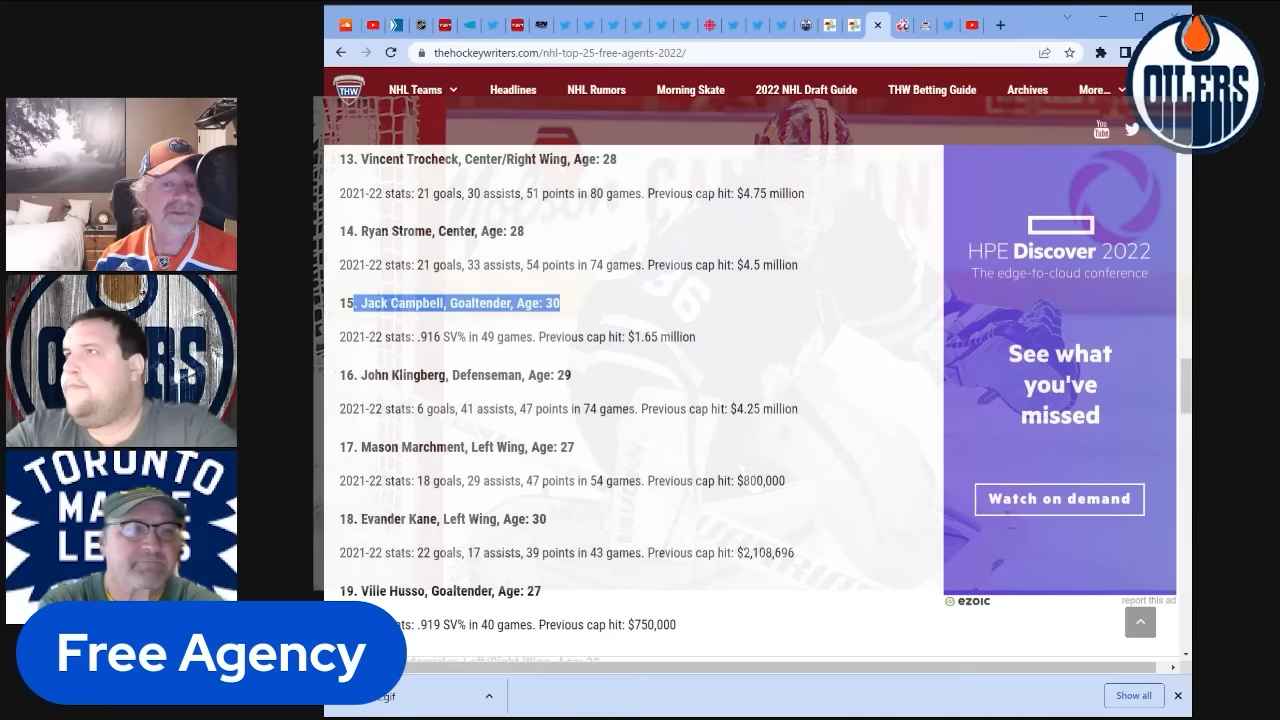 thehockeywriters.com/nhl-top-25-free-agents-2022/
OILERS
THW
NHL Teams
Headlines
NHL Rumors
Morning Skate
2022 NHL Draft Guide
THW Betting Guide
Archives
More...
You
Tube
13. Vincent Trocheck, Center/Right Wing, Age: 28
2021-22 stats: 21 goals, 30 assists, 51 points in 80 games. Previous cap hit: $4.75 million
14. Ryan Strome, Center, Age: 28
2021-22 stats: 21 goals, 33 assists, 54 points in 74 games. Previous cap hit: $4.5 million
15. Jack Campbell, Goaltender, Age: 30
2021-22 stats: .916 SV% in 49 games. Previous cap hit: $1.65 million
16. John Klingberg, Defenseman, Age: 29
2021-22 stats: 6 goals, 41 assists, 47 points in 74 games. Previous cap hit: $4.25 million
17. Mason Marchment, Left Wing, Age: 27
2021-22 stats: 18 goals, 29 assists, 47 points in 54 games. Previous cap hit: $800,000
18. Evander Kane, Left Wing, Age: 30
2021-22 stats: 22 goals, 17 assists, 39 points in 43 games. Previous cap hit: $2,108,696
19. Ville Husso, Goaltender, Age: 27
.919 SV% in 40 games. Previous cap hit: $750,000
HPE Discover 2022
The edge-to-cloud conference
See what
you've
missed
Watch on demand
ezoic
report this ad
TORONTO
Free Agency
.gif
Show all